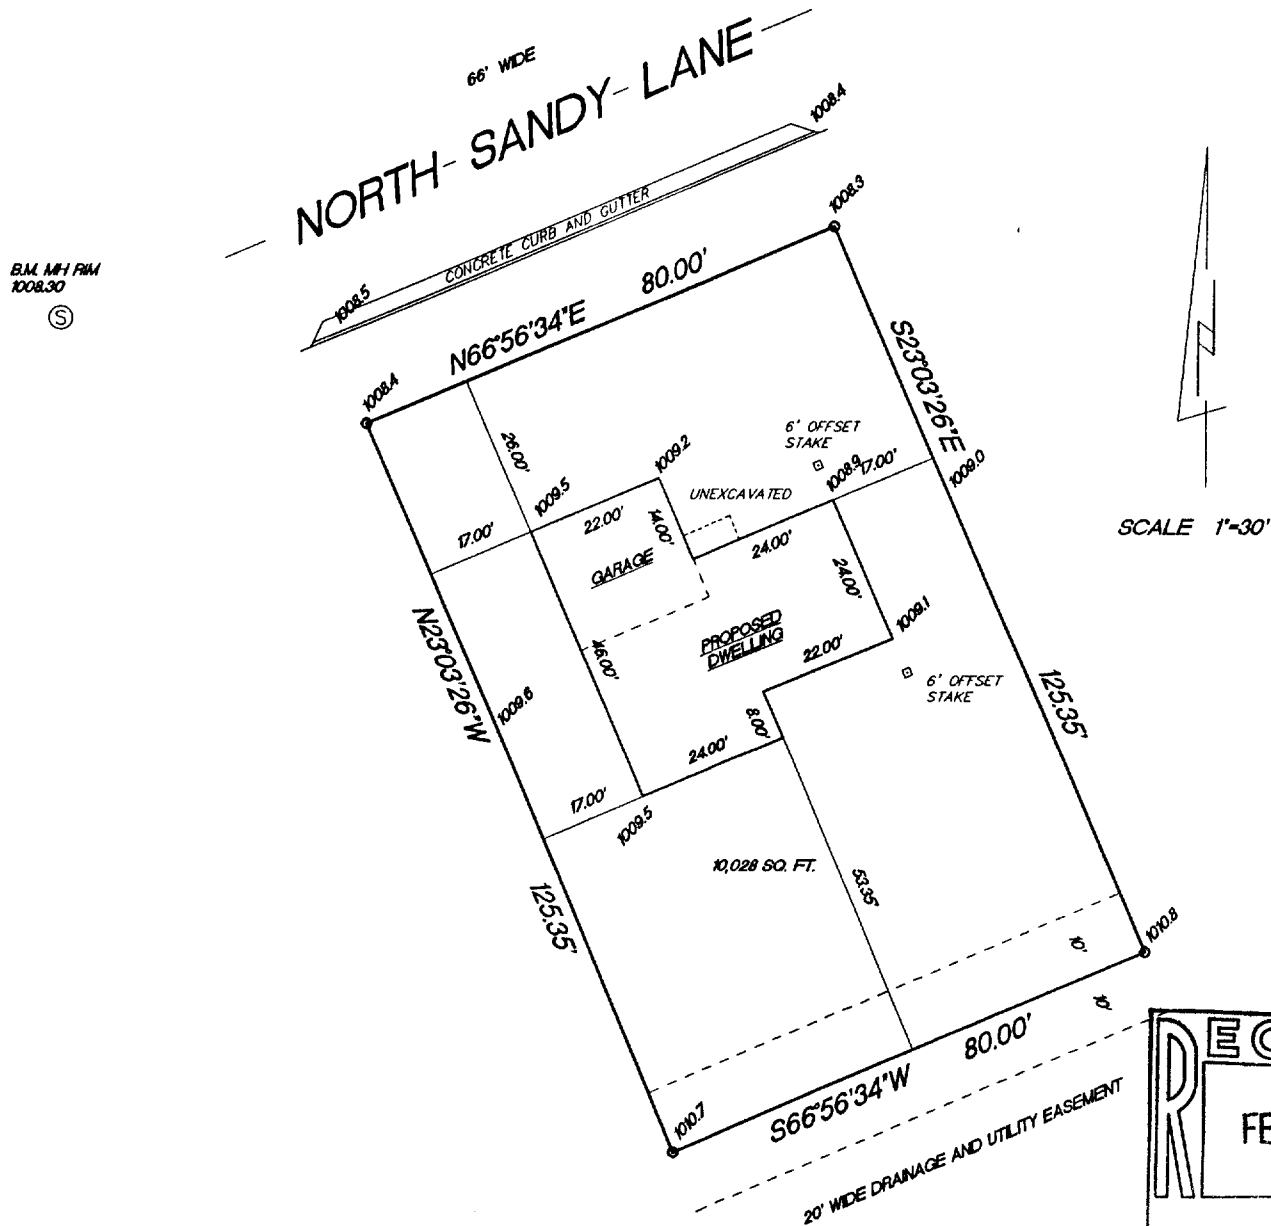 66' WIDE
NORTH SANDY LANE
1008.4
CONCRETE CURB AND GUTTER
1008.5
1008.3
B.M. MH RIM
1008.30
S
N66°56'34"E 80.00'
1008.4
S23°03'26"E
26.00'
6' OFFSET
STAKE
1009.2
1009.5
1008.9
17.00'
1009.0
UNEXCAVATED
17.00'
22.00'
14.00'
24.00'
GARAGE
SCALE 1"=30'
24.00'
N23°03'26"W
46.00'
PROPOSED
DWELLING
22.00'
1009.1
6' OFFSET
STAKE
125.35'
1009.6
8.00'
24.00'
17.00'
1009.5
10,028 SQ. FT.
53.35'
125.35'
10'
1010.8
10'
1010.7
S66°56'34"W 80.00'
20' WIDE DRAINAGE AND UTILITY EASEMENT
FE